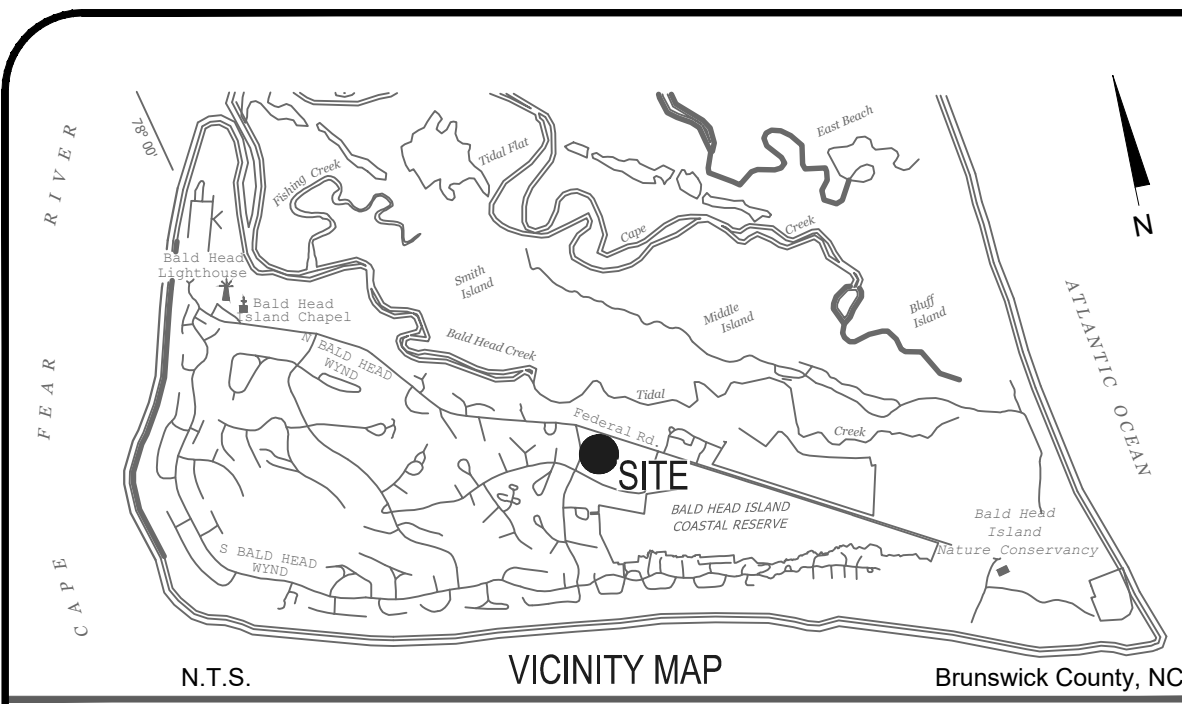 78° 00'
RIVER
FEAR
CAPE
Fishing Creek
Tidal Flat
East Beach
N
Cape
Creek
Bald Head
Lighthouse
Smith
Island
Bald Head
Island Chapel
Middle
Island
Bluff
Island
ATLANTIC OCEAN
N BALD HEAD
WYND
Bald Head Creek
Tidal
Creek
Federal Rd.
SITE
BALD HEAD ISLAND
COASTAL RESERVE
Bald Head
Island
Nature Conservancy
S BALD HEAD
WYND
N.T.S.
VICINITY MAP
Brunswick County, NC